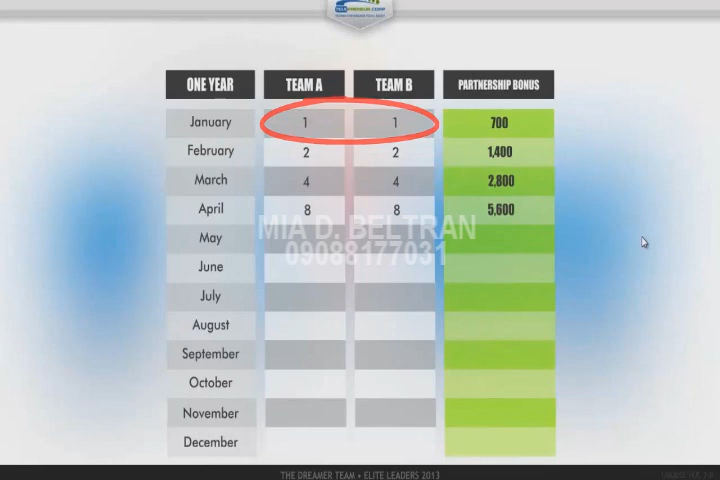 ONE YEAR TEAM A TEAM B PARTNERSHIP BONUS
January 1 1 700
February 2 2 1,400
March 4 4 2,800
April 8 8 5,600
MIA D. BELTRAN
May
09088177031
June
July
August
September
October
November
December
THE DREAMER TEAM • ELITE LEADERS 2013